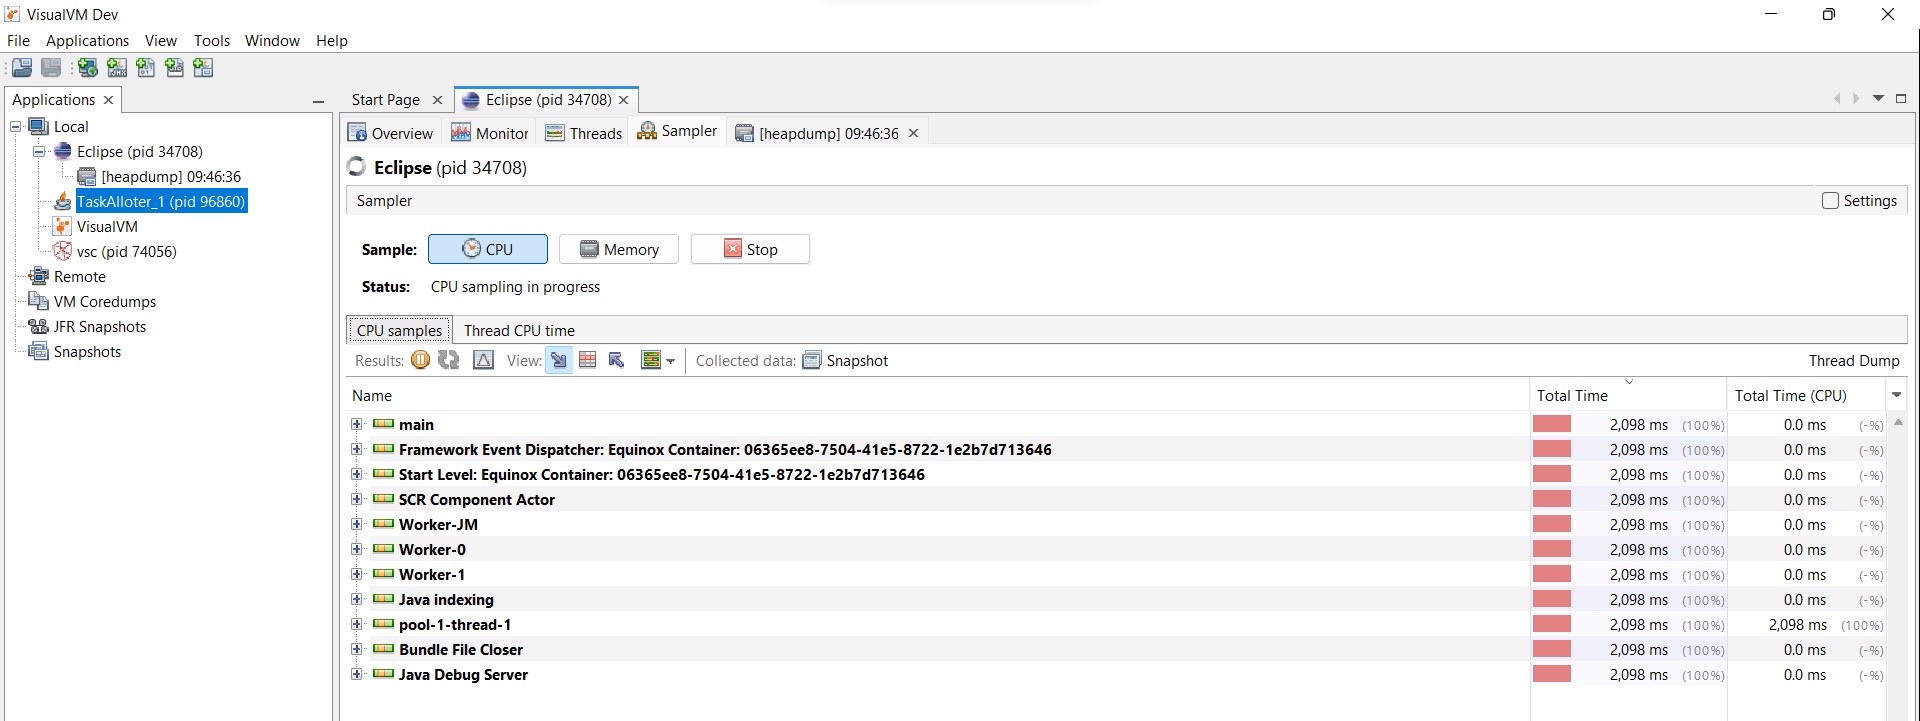 VisualVM Dev
File Applications View Tools Window Help
Applications
Start Page
Eclipse (pid 34708)
Local
Eclipse (pid 34708)
[heapdump] 09:46:36
TaskAlloter_1 (pid 96860)
VisualVM
vsc (pid 74056)
Remote
VM Coredumps
JFR Snapshots
Snapshots
Overview Monitor Threads Sampler [heapdump] 09:46:36
Eclipse (pid 34708)
Sampler Settings
Sample: CPU Memory Stop
Status: CPU sampling in progress
CPU samples Thread CPU time
Results: View: Collected data: Snapshot Thread Dump
Name Total Time Total Time (CPU)
main 2,098 ms (100%) 0.0 ms (-%)
Framework Event Dispatcher: Equinox Container: 06365ee8-7504-41e5-8722-1e2b7d713646 2,098 ms (100%) 0.0 ms (-%)
Start Level: Equinox Container: 06365ee8-7504-41e5-8722-1e2b7d713646 2,098 ms (100%) 0.0 ms (-%)
SCR Component Actor 2,098 ms (100%) 0.0 ms (-%)
Worker-JM 2,098 ms (100%) 0.0 ms (-%)
Worker-0 2,098 ms (100%) 0.0 ms (-%)
Worker-1 2,098 ms (100%) 0.0 ms (-%)
Java indexing 2,098 ms (100%) 0.0 ms (-%)
pool-1-thread-1 2,098 ms (100%) 2,098 ms (100%)
Bundle File Closer 2,098 ms (100%) 0.0 ms (-%)
Java Debug Server 2,098 ms (100%) 0.0 ms (-%)